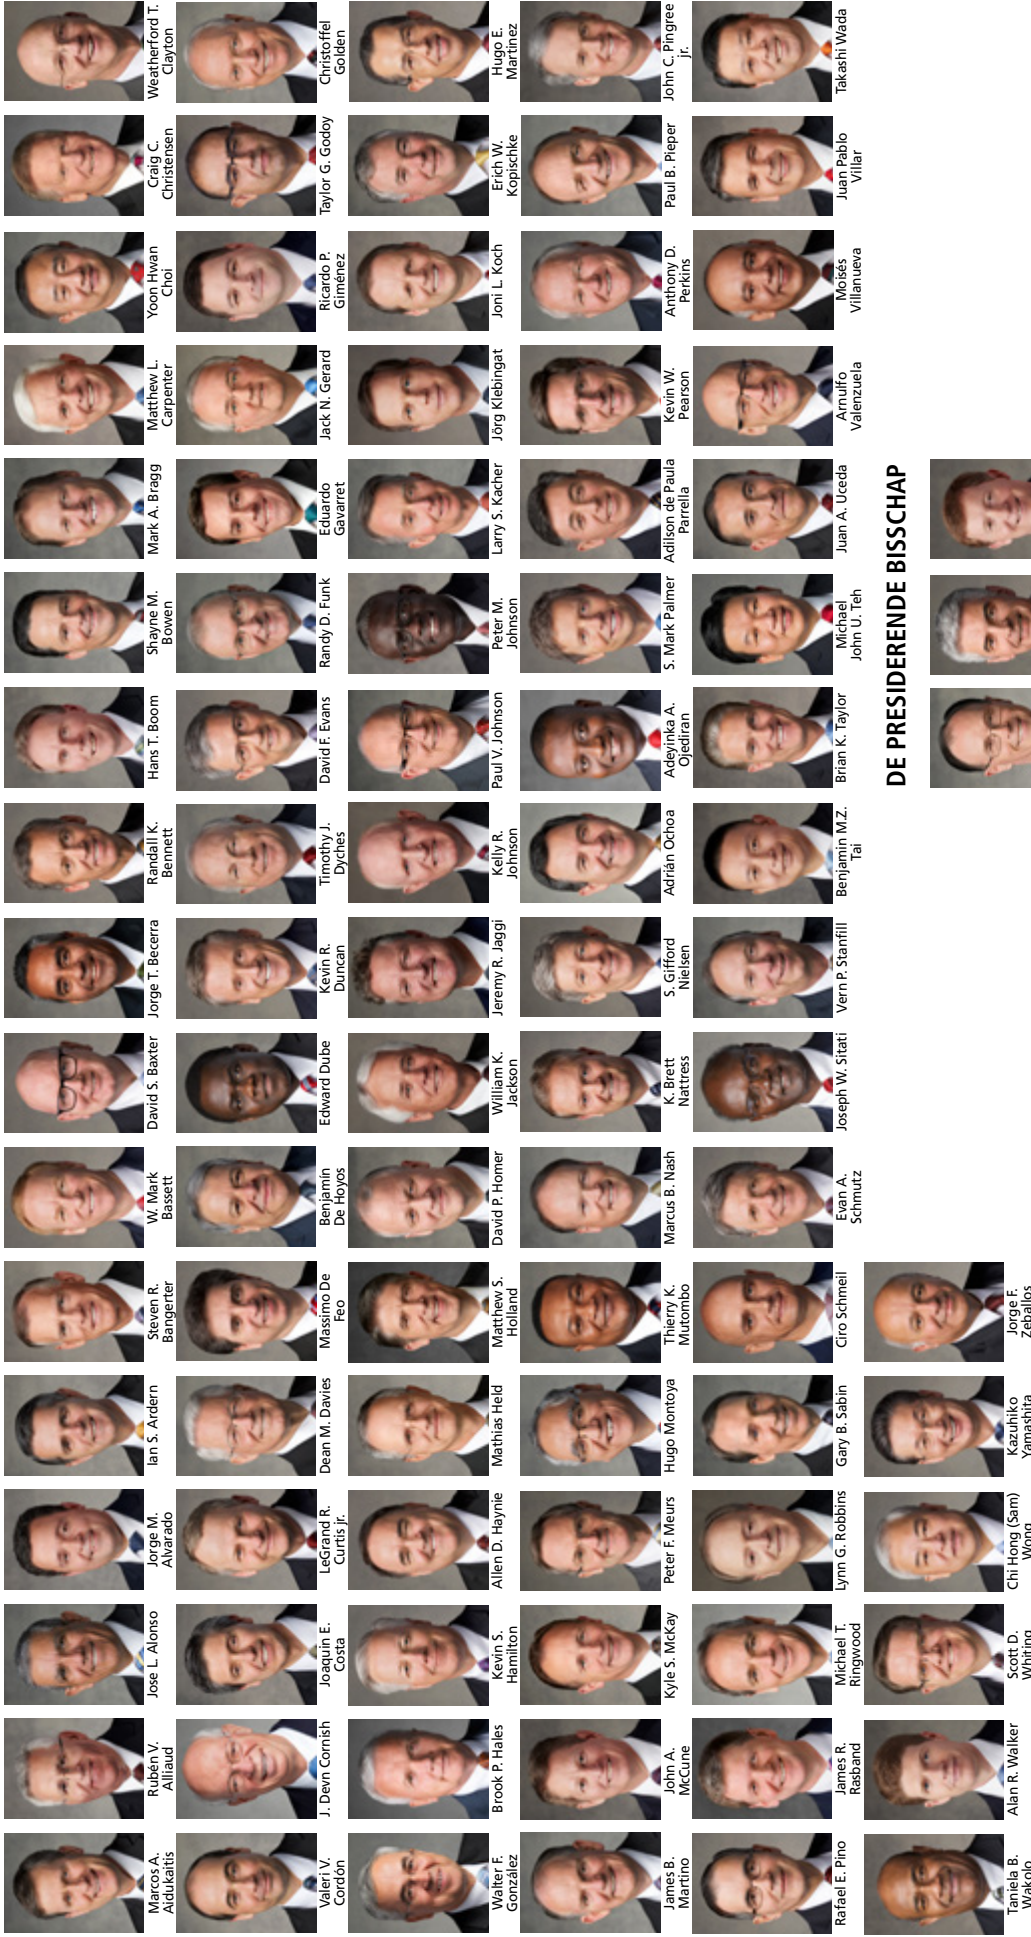 Marcos A.
Aidukaitis
Rubén V.
Alliaud
Jose L. Alonso
Jorge M.
Alvarado
Ian S. Ardern
Steven R.
Bangerter
W. Mark
Bassett
David S. Baxter
Jorge T. Becerra
Randall K.
Bennett
Hans T. Boom
Shayne M.
Bowen
Mark A. Bragg
Matthew L.
Carpenter
Yoon Hwan
Choi
Craig C.
Christensen
Weatherford T.
Clayton
Valeri V.
Cordón
J. Devn Cornish
Joaquin E.
Costa
LeGrand R.
Curtis jr.
Dean M. Davies
Massimo De
Feo
Benjamín
De Hoyos
Edward Dube
Kevin R.
Duncan
Timothy J.
Dyches
David F. Evans
Randy D. Funk
Eduardo
Gavarret
Jack N. Gerard
Ricardo P.
Giménez
Taylor G. Godoy
Christoffel
Golden
Walter F.
González
Brook P. Hales
Kevin S.
Hamilton
Allen D. Haynie
Mathias Held
Matthew S.
Holland
David P. Homer
William K.
Jackson
Jeremy R. Jaggi
Kelly R.
Johnson
Paul V. Johnson
Peter M.
Johnson
Larry S. Kacher
Jörg Klebingat
Joni L. Koch
Erich W.
Kopischke
Hugo E.
Martinez
James B.
Martino
John A.
McCune
Kyle S. McKay
Peter F. Meurs
Hugo Montoya
Thierry K.
Mutombo
Marcus B. Nash
K. Brett
Nattress
S. Gifford
Nielsen
Adrián Ochoa
Adeyinka A.
Ojediran
S. Mark Palmer
Adilson de Paula
Parrella
Kevin W.
Pearson
Anthony D.
Perkins
Paul B. Pieper
John C. Pingree
jr.
Rafael E. Pino
James R.
Rasband
Michael T.
Ringwood
Lynn G. Robbins
Gary B. Sabin
Ciro Schmeil
Evan A.
Schmutz
Joseph W. Sitati
Vern P. Stanfill
Benjamin M.Z.
Tai
Brian K. Taylor
Michael
John U. Teh
Juan A. Uceda
Arnulfo
Valenzuela
Moisés
Villanueva
Juan Pablo
Villar
Takashi Wada
Taniela B.
Wakolo
Alan R. Walker
Scott D.
Whiting
Chi Hong (Sam)
Wong
Kazuhiko
Yamashita
Jorge F.
Zeballos
DE PRESIDERENDE BISSCHAP